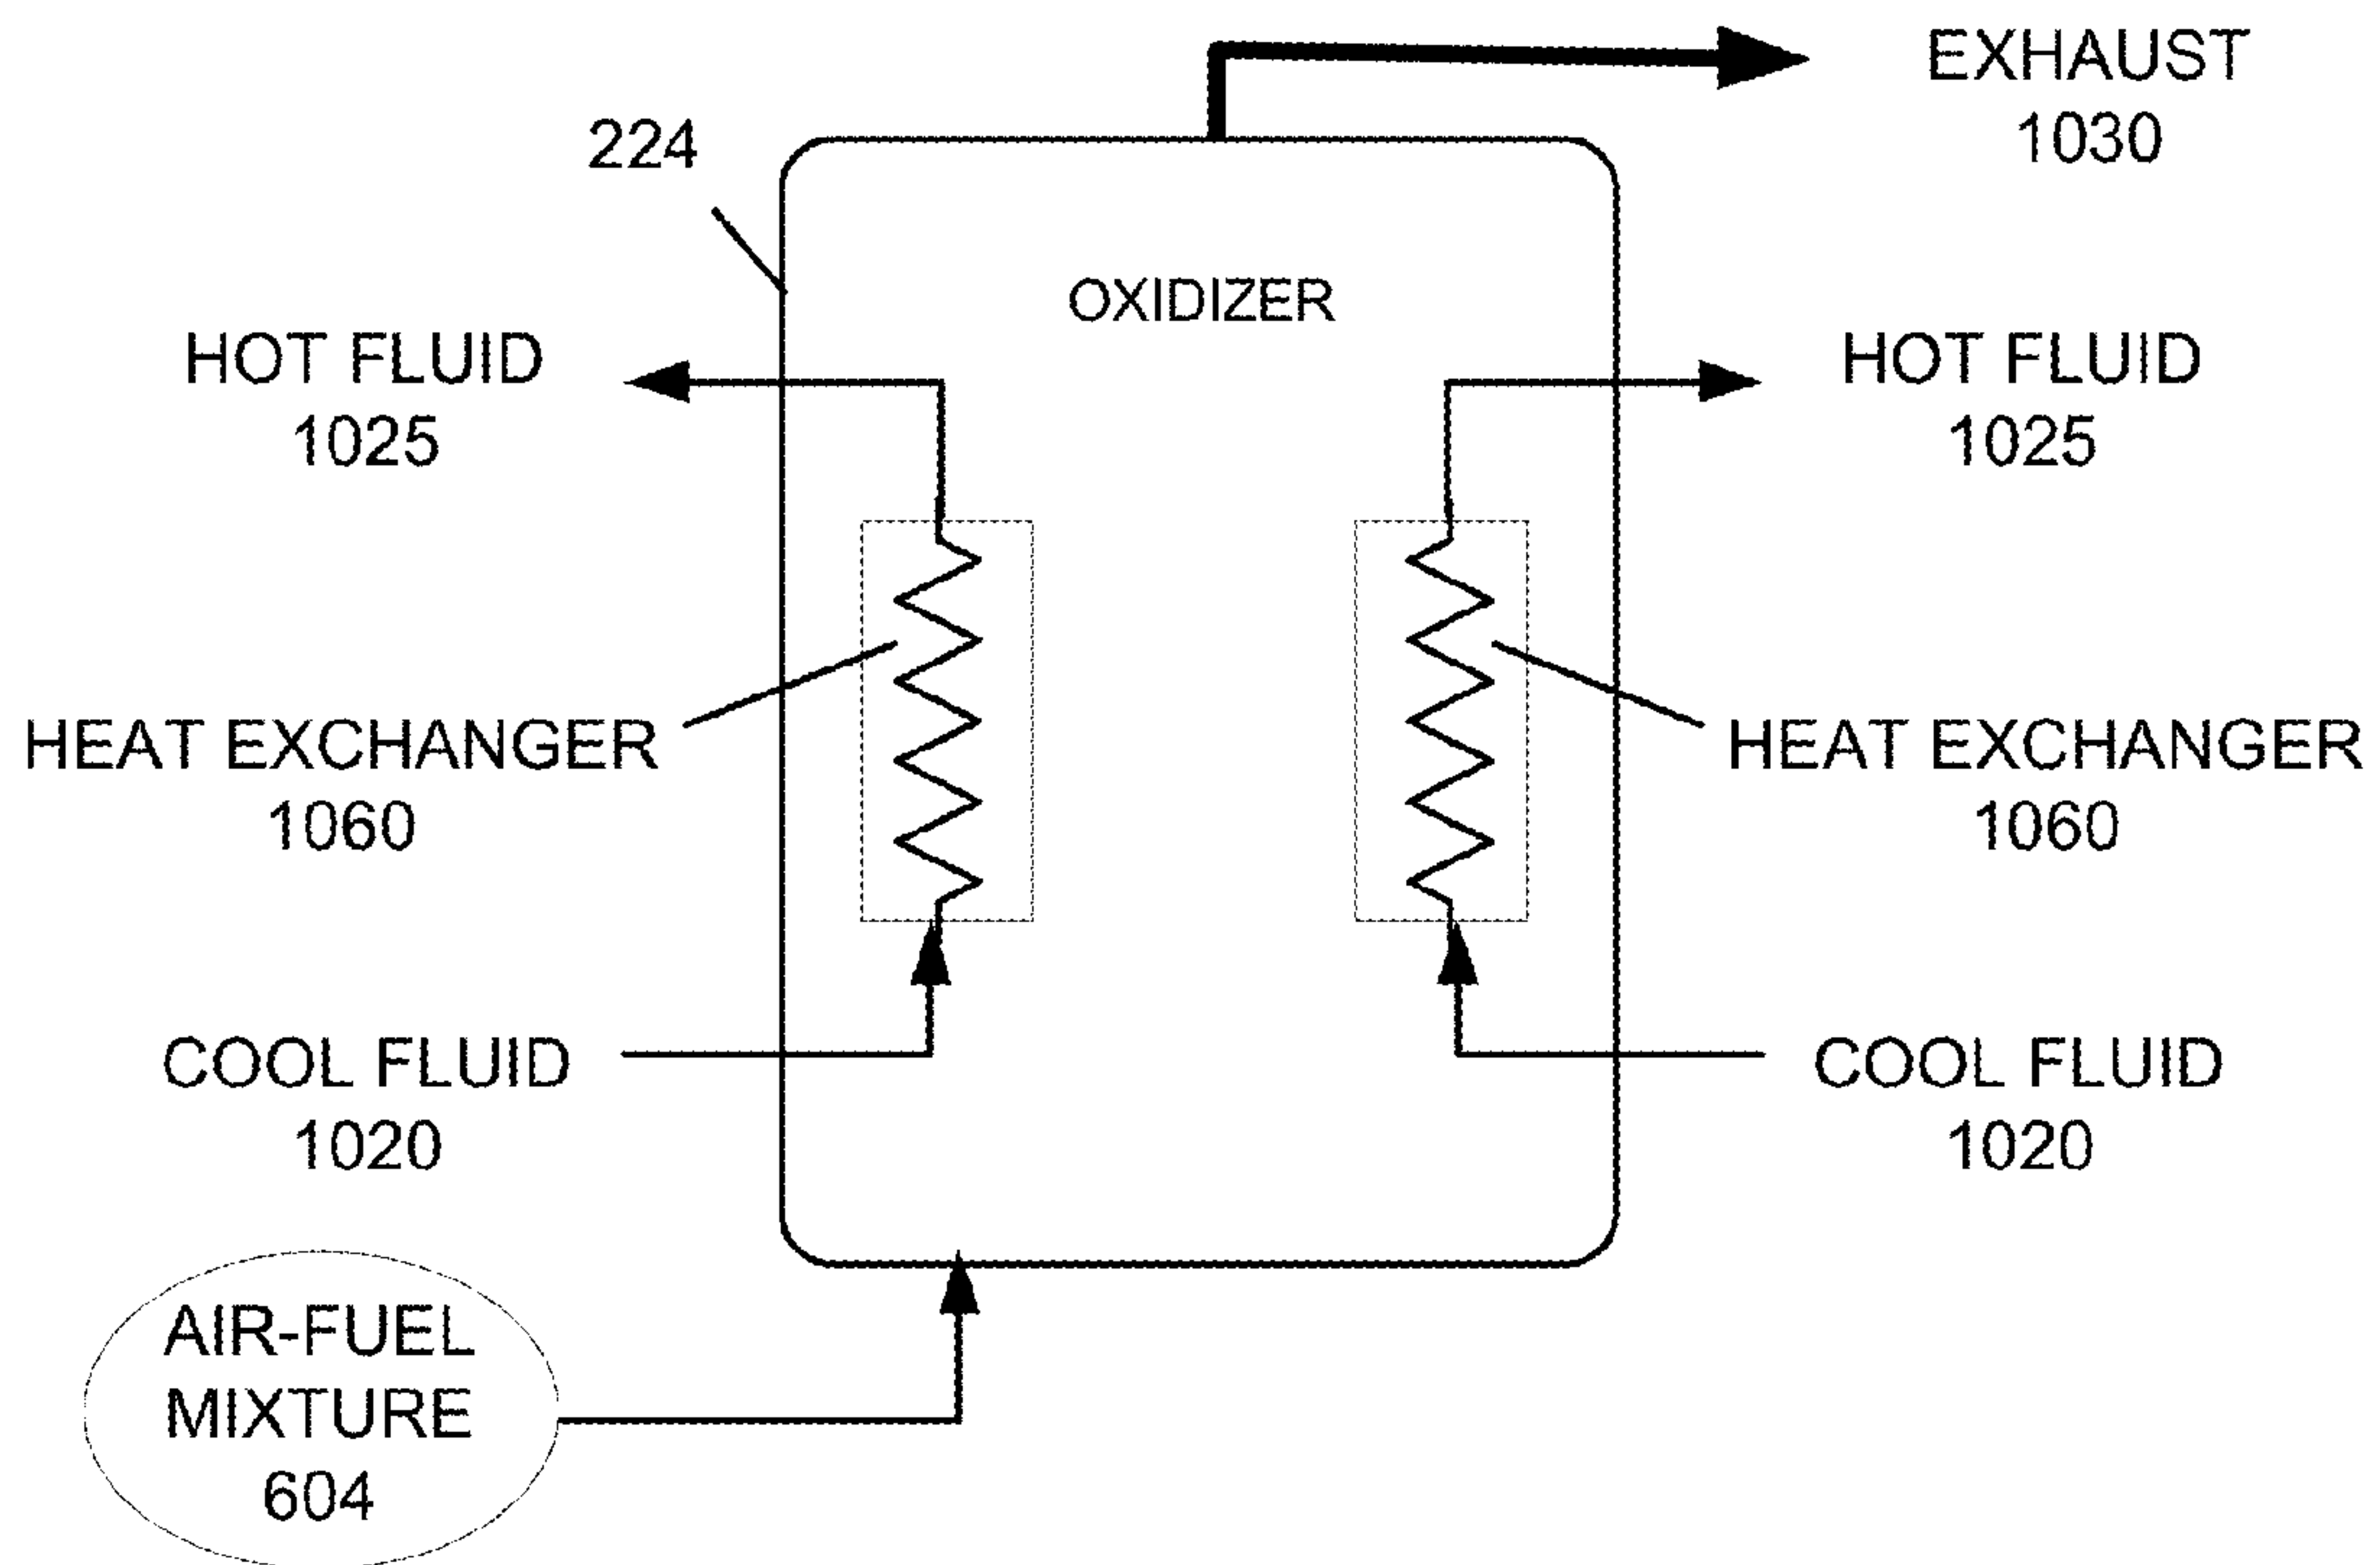 EXHAUST
1030
224
OXIDIZER
HOT FLUID
1025
HOT FLUID
1025
HEAT EXCHANGER
1060
HEAT EXCHANGER
1060
COOL FLUID
1020
COOL FLUID
1020
AIR-FUEL
MIXTURE
604